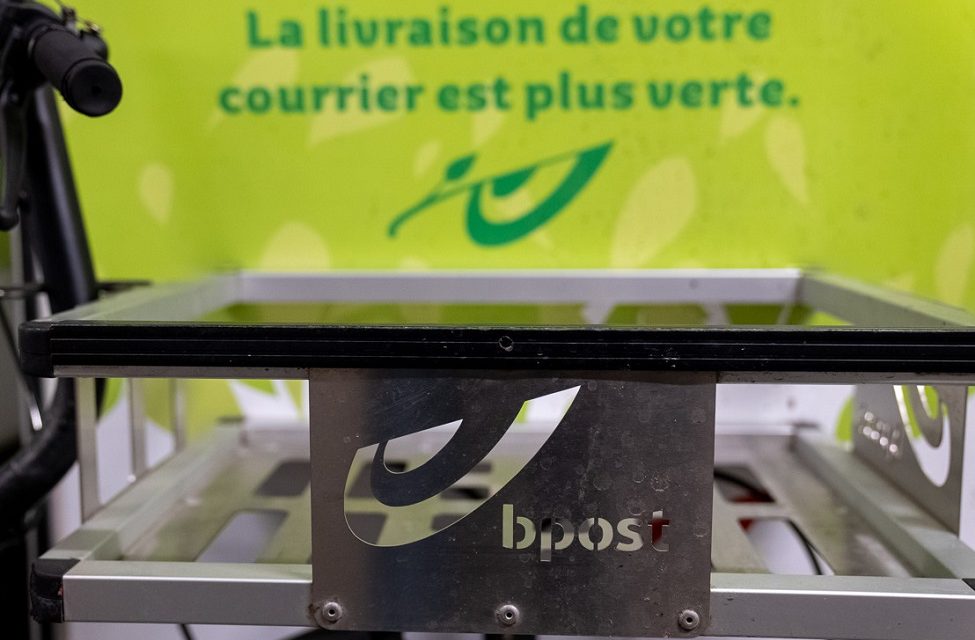 La livraison de votre
courrier est plus verte.
bpost